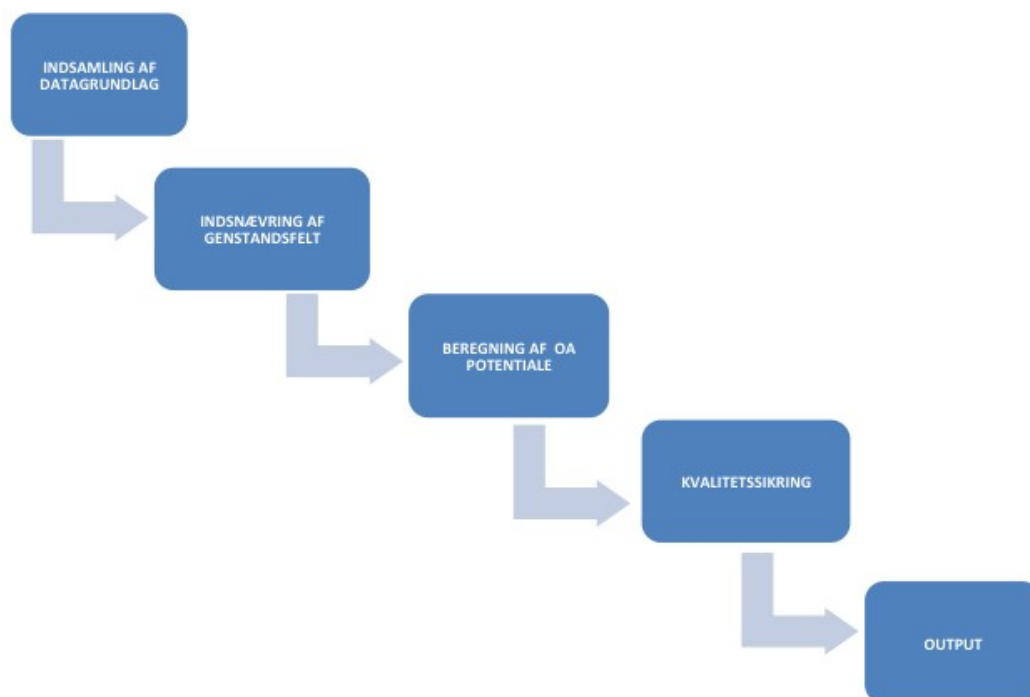 INDSAMLING AF
DATAGRUNDLAG
INDSNÆVRING AF
GENSTANDSFELT
BEREGNING AF OA
POTENTIALE
KVALITETSSIKRING
OUTPUT